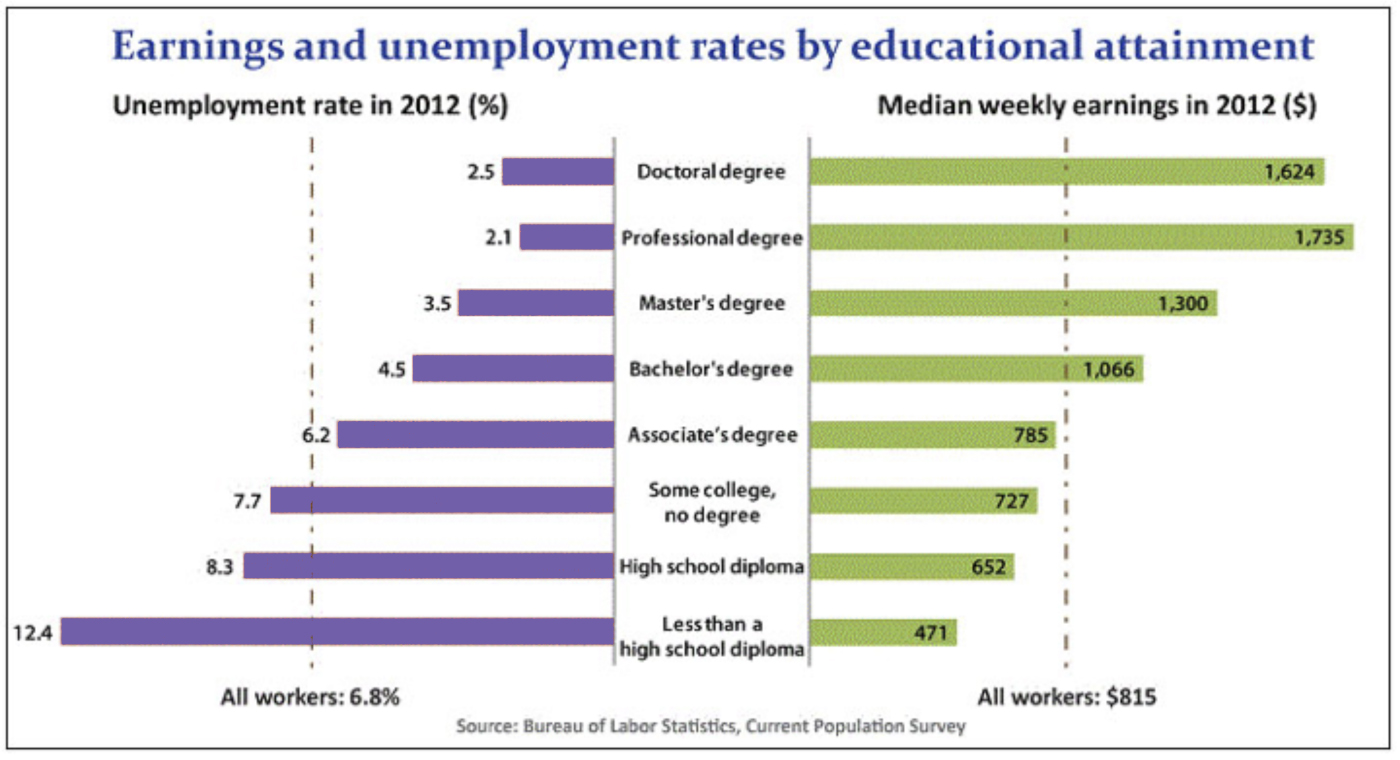 Earnings and unemployment rates by educational attainment
Unemployment rate in 2012 (%)
Median weekly earnings in 2012 ($)
2.5 Doctoral degree 1,624
2.1 Professional degree 1,735
3.5 Master's degree 1,300
4.5 Bachelor's degree 1,066
6.2 Associate's degree 785
7.7 Some college, 727
no degree
8.3 High school diploma 652
12.4 Less than a 471
high school diploma
All workers: 6.8%
All workers: $815
Source: Bureau of Labor Statistics, Current Population Survey